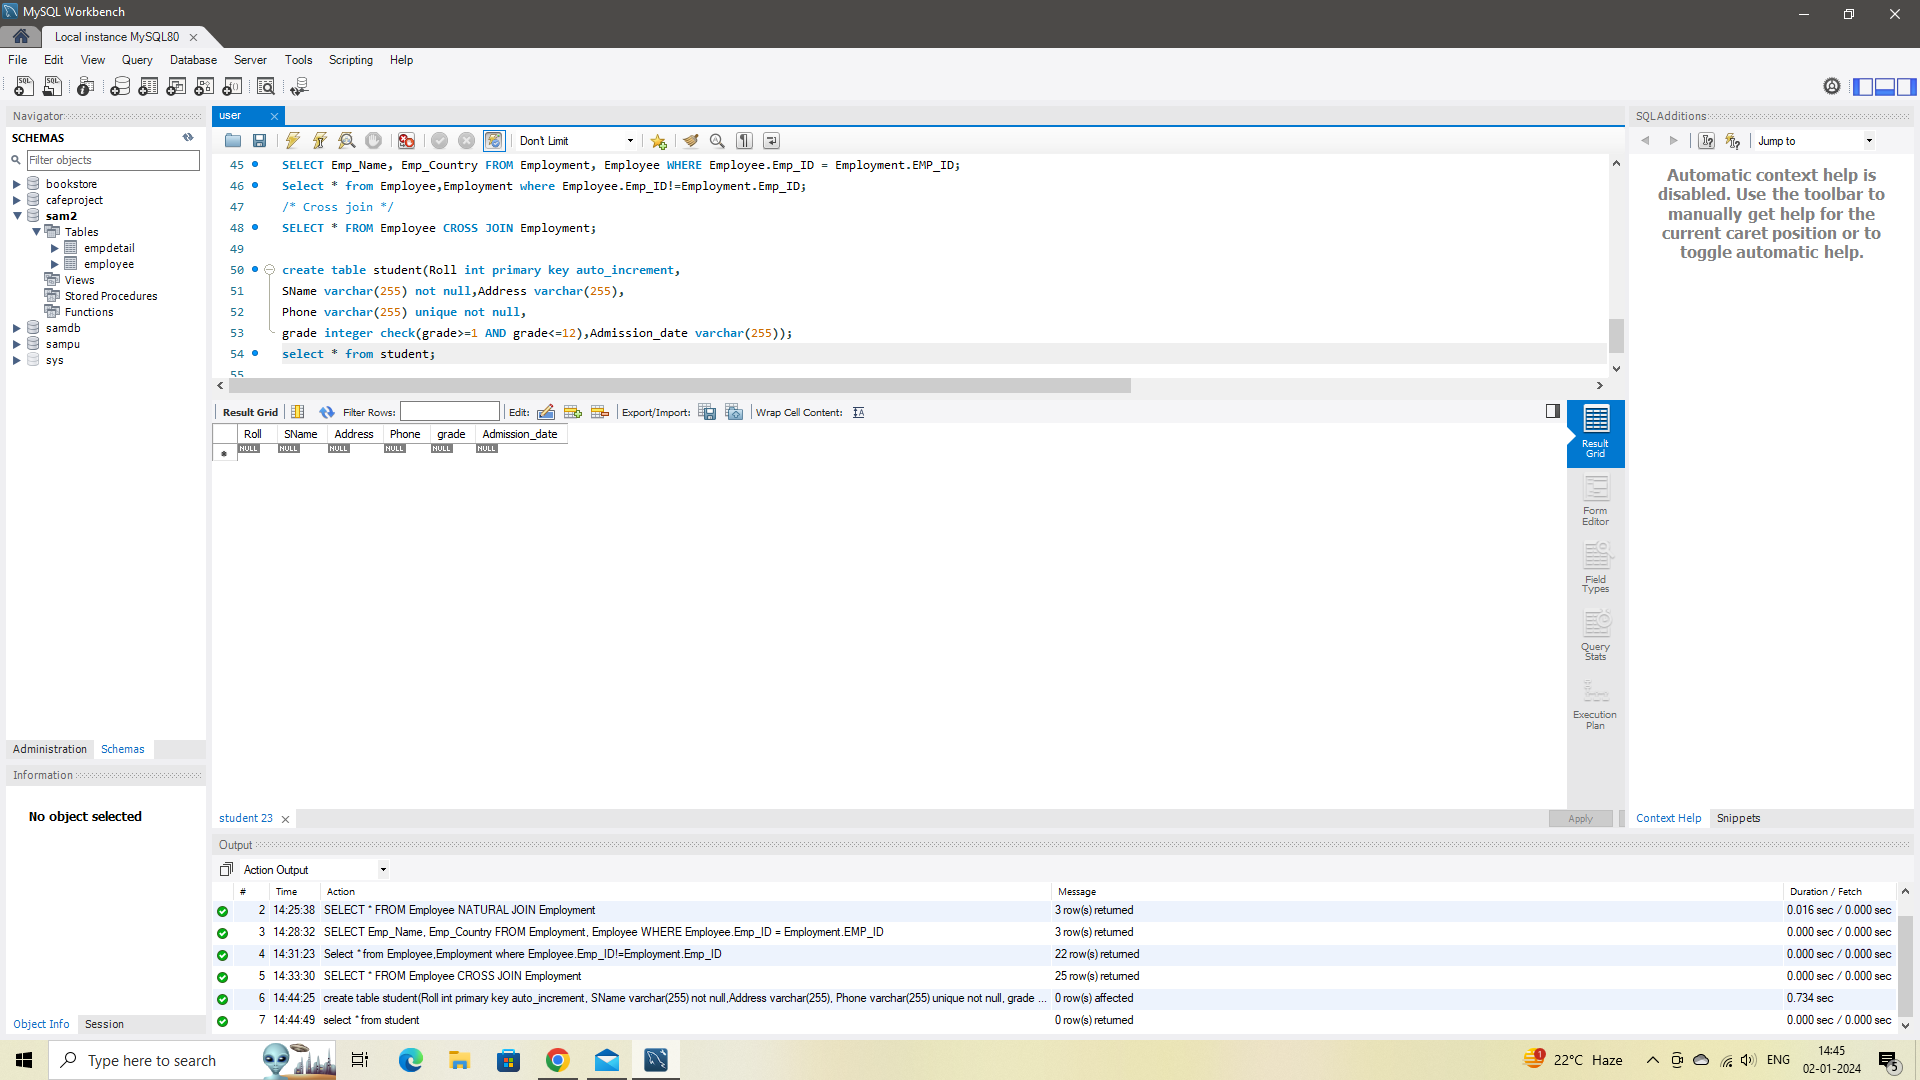 MySQL Workbench
Local instance MySQL80
File Edit View Query Database Server Tools Scripting Help
Navigator
SCHEMAS
Filter objects
bookstore
cafeproject
sam2
Tables
empdetail
employee
Views
Stored Procedures
Functions
samdb
sampu
sys
Administration Schemas
Information
No object selected
Object Info Session
user
Don't Limit
45 SELECT Emp_Name, Emp_Country FROM Employment, Employee WHERE Employee.Emp_ID = Employment.EMP_ID;
46 Select * from Employee,Employment where Employee.Emp_ID!=Employment.Emp_ID;
47 /* Cross join */
48 SELECT * FROM Employee CROSS JOIN Employment;
49
50 create table student(Roll int primary key auto_increment,
51 SName varchar(255) not null,Address varchar(255),
52 Phone varchar(255) unique not null,
53 grade integer check(grade>=1 AND grade<=12),Admission_date varchar(255));
54 select * from student;
55
Result Grid Filter Rows: Edit: Export/Import: Wrap Cell Content:
Roll SName Address Phone grade Admission_date
NULL NULL NULL NULL NULL NULL
Result
Grid
Form
Editor
Field
Types
Query
Stats
Execution
Plan
student 23
Apply
SQLAdditions
Jump to
Automatic context help is
disabled. Use the toolbar to
manually get help for the
current caret position or to
toggle automatic help.
Context Help Snippets
Output
Action Output
# Time Action Message Duration / Fetch
2 14:25:38 SELECT * FROM Employee NATURAL JOIN Employment 3 row(s) returned 0.016 sec / 0.000 sec
3 14:28:32 SELECT Emp_Name, Emp_Country FROM Employment, Employee WHERE Employee.Emp_ID = Employment.EMP_ID 3 row(s) returned 0.000 sec / 0.000 sec
4 14:31:23 Select * from Employee,Employment where Employee.Emp_ID!=Employment.Emp_ID 22 row(s) returned 0.000 sec / 0.000 sec
5 14:33:30 SELECT * FROM Employee CROSS JOIN Employment 25 row(s) returned 0.000 sec / 0.000 sec
6 14:44:25 create table student(Roll int primary key auto_increment, SName varchar(255) not null,Address varchar(255), Phone varchar(255) unique not null, grade ... 0 row(s) affected 0.734 sec
7 14:44:49 select * from student 0 row(s) returned 0.000 sec / 0.000 sec
Type here to search
1
22°C Haze
ENG
14:45
02-01-2024
5